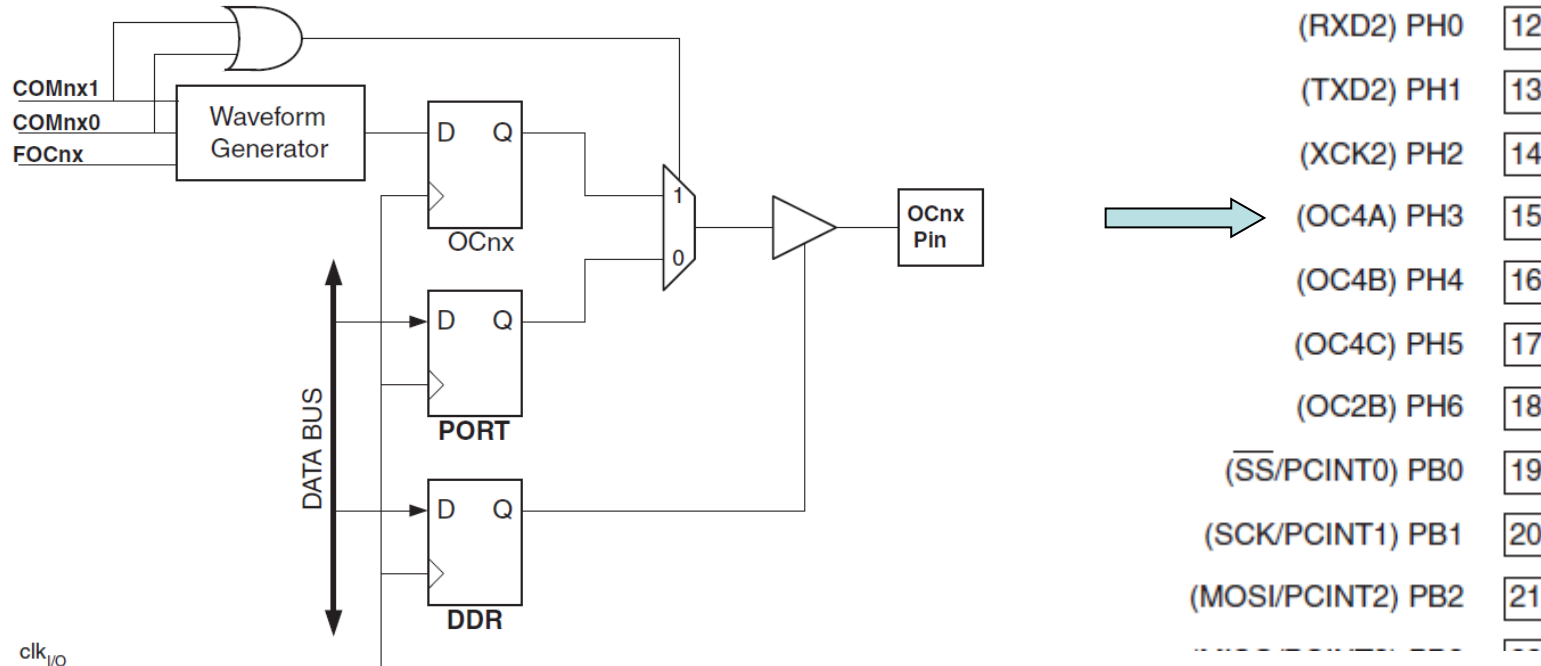 COMnx1
COMnx0
FOCnx
Waveform
Generator
D Q
OCnx
1
0
OCnx
Pin
D Q
PORT
DATA BUS
D Q
DDR
clkI/O
(RXD2) PH0 12
(TXD2) PH1 13
(XCK2) PH2 14
(OC4A) PH3 15
(OC4B) PH4 16
(OC4C) PH5 17
(OC2B) PH6 18
(S̅S̅/PCINT0) PB0 19
(SCK/PCINT1) PB1 20
(MOSI/PCINT2) PB2 21